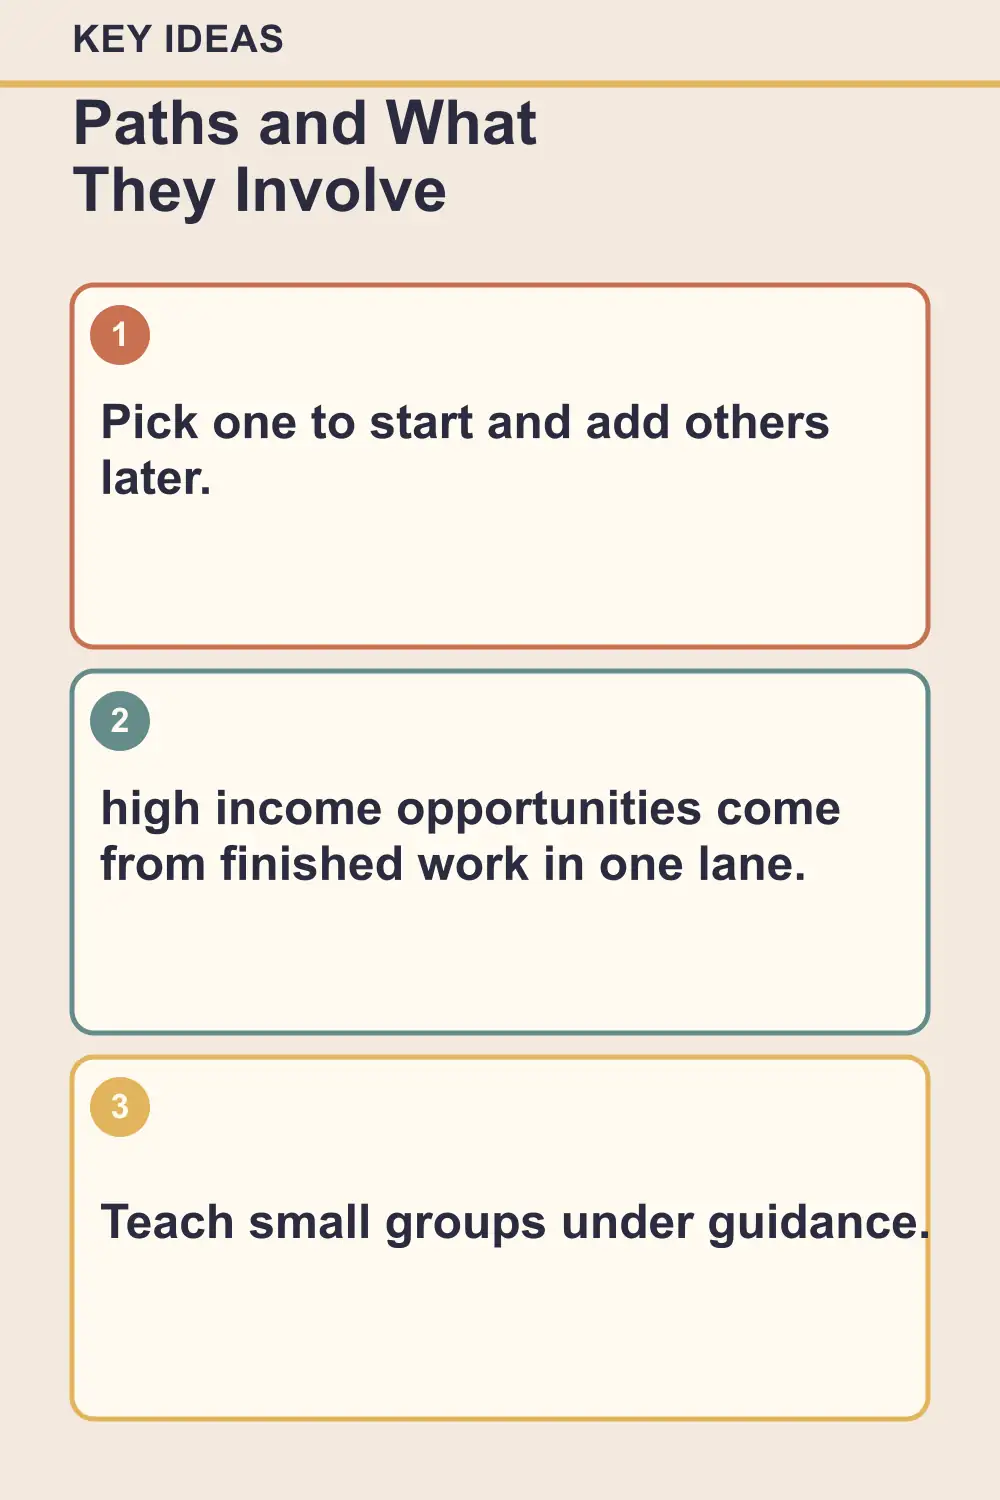 KEY IDEAS
Paths and What
They Involve
1
Pick one to start and add others
later.
2
high income opportunities come
from finished work in one lane.
3
Teach small groups under guidance.